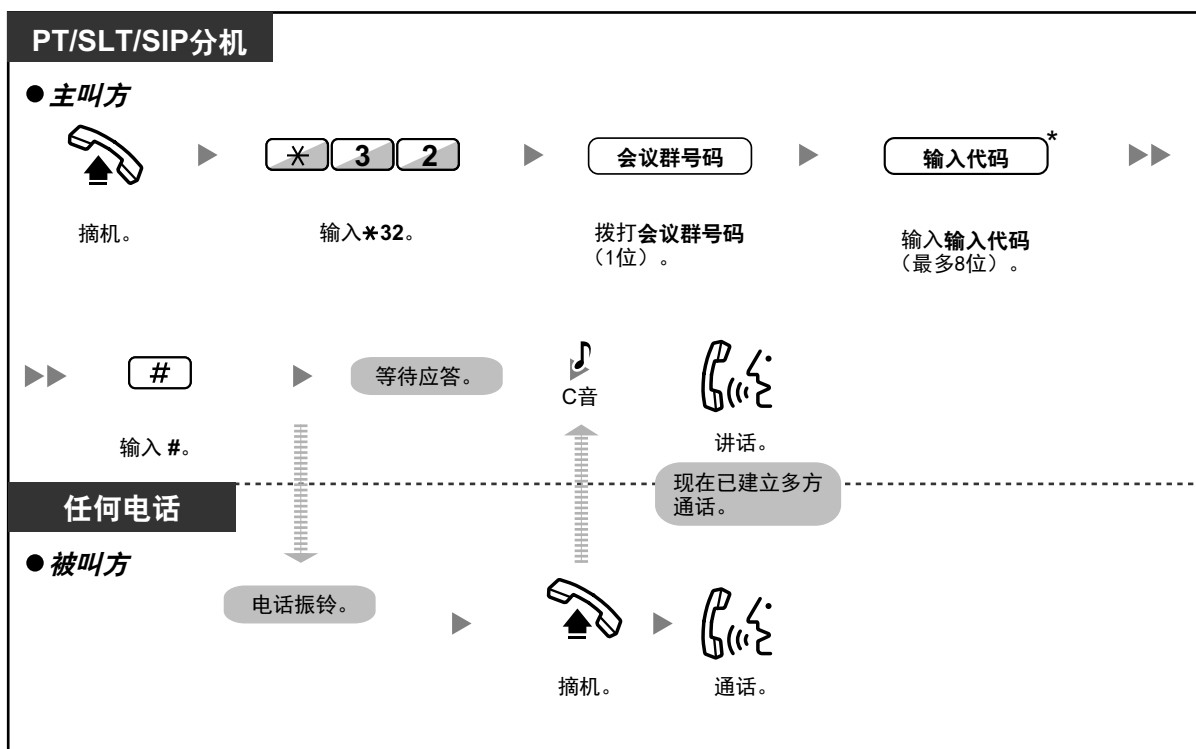 PT/SLT/SIP分机
●主叫方
✳ 3 2
会议群号码
输入代码*
摘机。
输入✳32。
拨打会议群号码
（1位）。
输入输入代码
（最多8位）。
#
等待应答。
C音
输入 #。
讲话。
现在已建立多方
通话。
任何电话
●被叫方
电话振铃。
摘机。
通话。